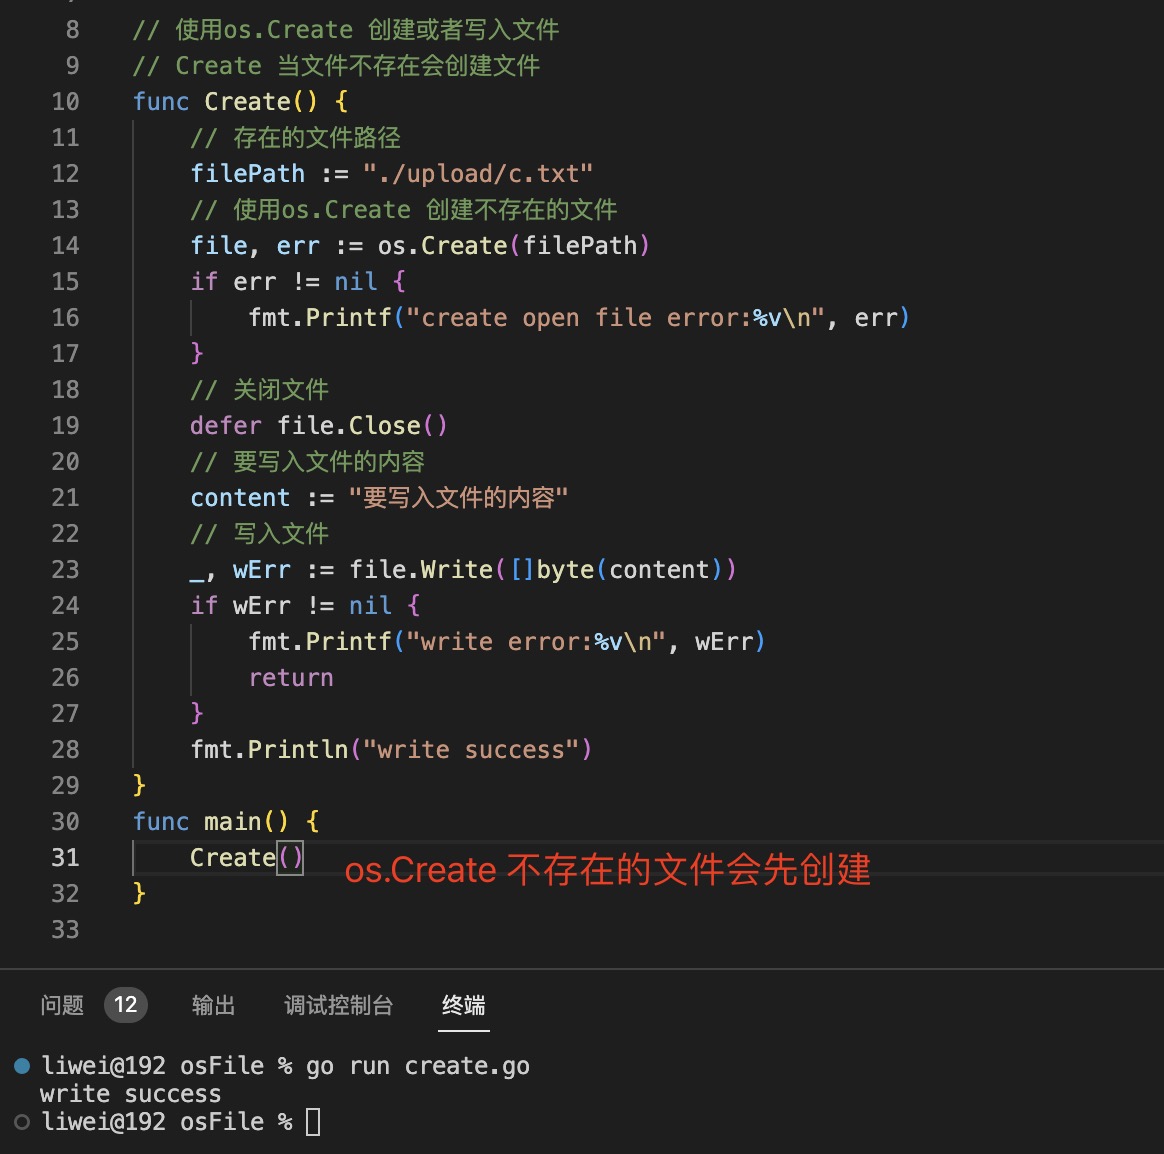 8 // 使用os.Create 创建或者写入文件
9 // Create 当文件不存在会创建文件
10 func Create() {
11 // 存在的文件路径
12 filePath := "./upload/c.txt"
13 // 使用os.Create 创建不存在的文件
14 file, err := os.Create(filePath)
15 if err != nil {
16 fmt.Printf("create open file error:%v\n", err)
17 }
18 // 关闭文件
19 defer file.Close()
20 // 要写入文件的内容
21 content := "要写入文件的内容"
22 // 写入文件
23 _, wErr := file.Write([]byte(content))
24 if wErr != nil {
25 fmt.Printf("write error:%v\n", wErr)
26 return
27 }
28 fmt.Println("write success")
29 }
30 func main() {
31 Create() os.Create 不存在的文件会先创建
32 }
33
问题 12 输出 调试控制台 终端
liwei@192 osFile % go run create.go
write success
liwei@192 osFile %